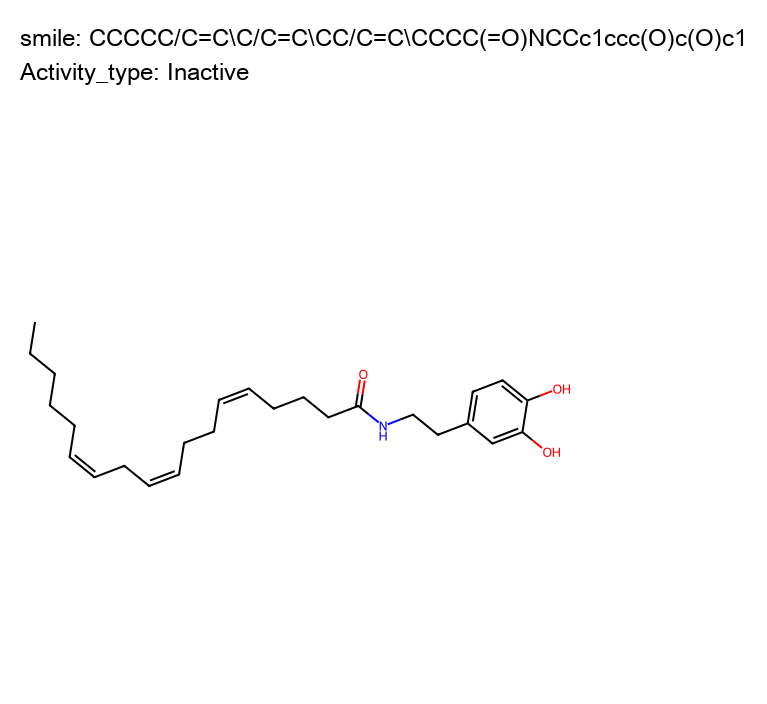 smile: CCCCC/C=C\C/C=C\CC/C=C\CCCC(=O)NCCc1ccc(O)c(O)c1
Activity_type: Inactive
O
OH
N
H
OH